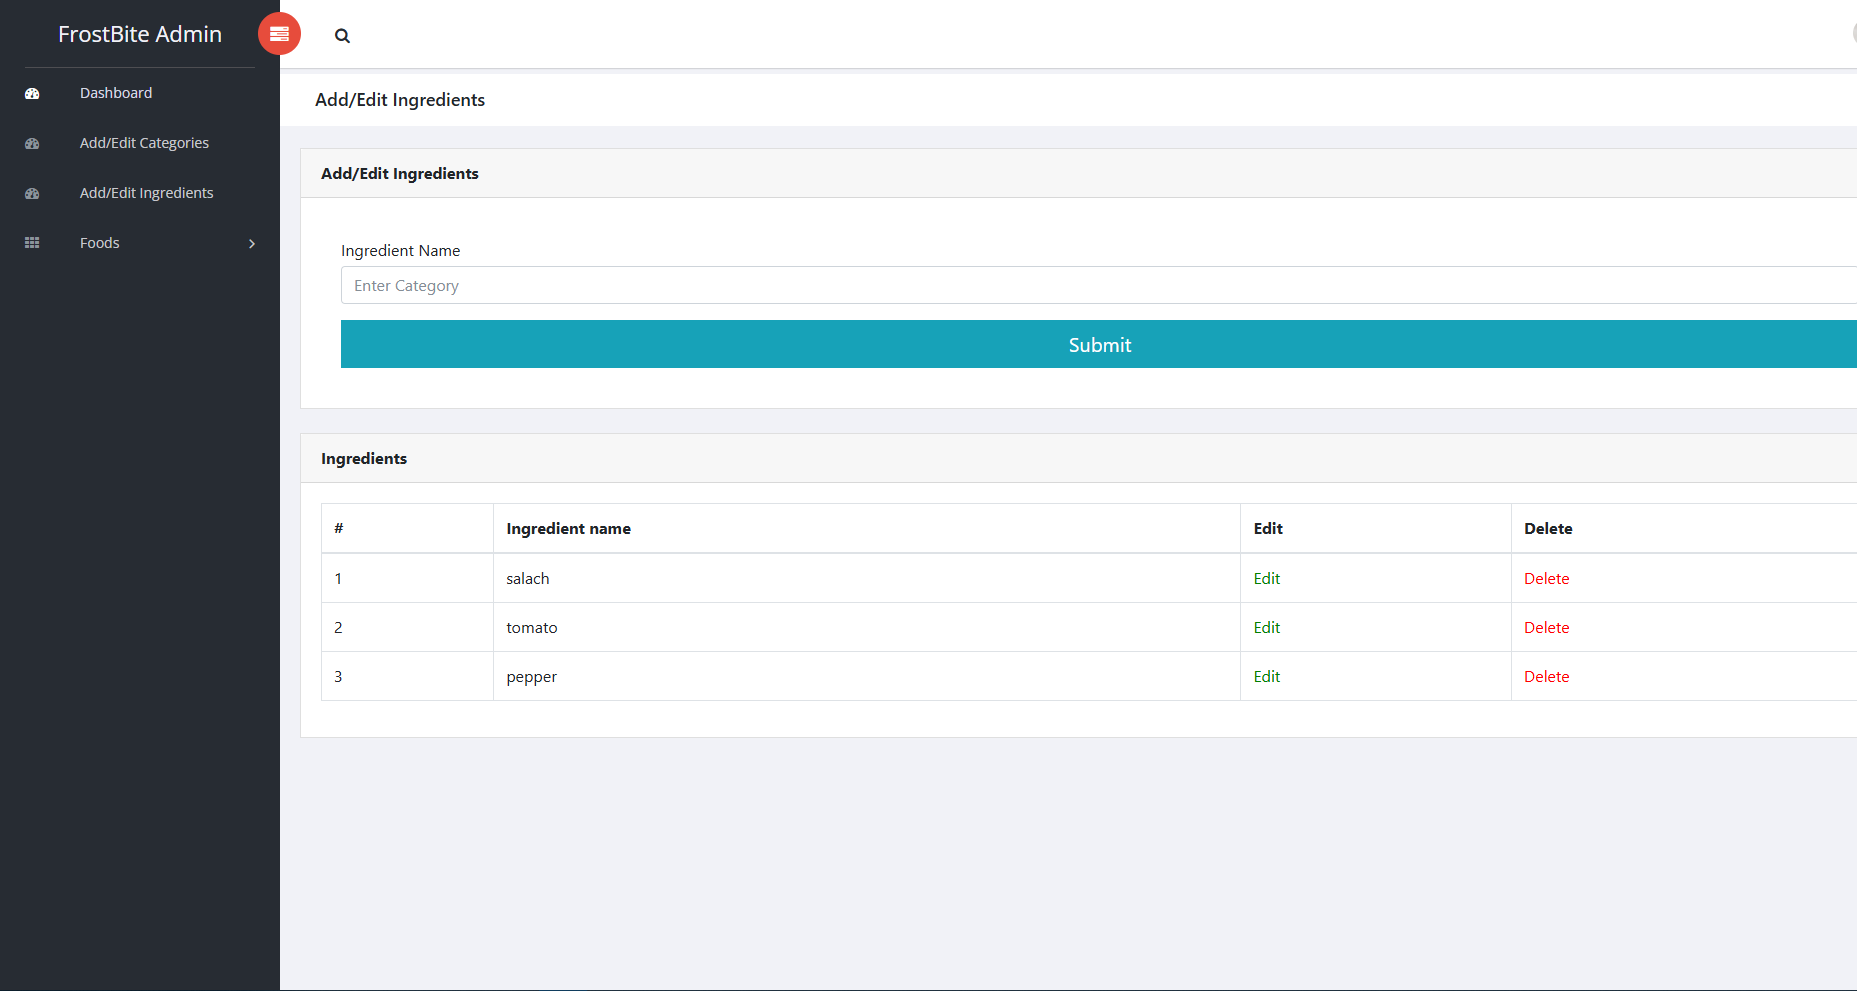 FrostBite Admin
Dashboard
Add/Edit Categories
Add/Edit Ingredients
Foods
Add/Edit Ingredients
Add/Edit Ingredients
Ingredient Name
Enter Category
Submit
Ingredients
# Ingredient name Edit Delete
1 salach Edit Delete
2 tomato Edit Delete
3 pepper Edit Delete